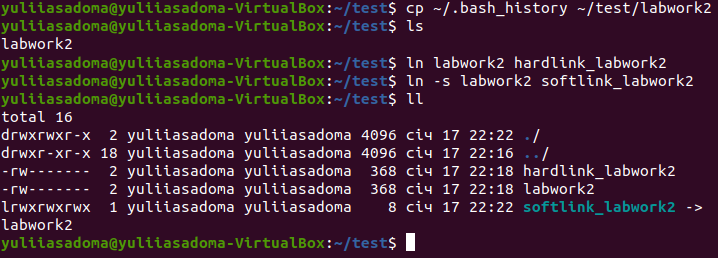 yuliiasadoma@yuliiasadoma-VirtualBox:~/test$ cp ~/.bash_history ~/test/labwork2
yuliiasadoma@yuliiasadoma-VirtualBox:~/test$ ls
labwork2
yuliiasadoma@yuliiasadoma-VirtualBox:~/test$ ln labwork2 hardlink_labwork2
yuliiasadoma@yuliiasadoma-VirtualBox:~/test$ ln -s labwork2 softlink_labwork2
yuliiasadoma@yuliiasadoma-VirtualBox:~/test$ ll
total 16
drwxrwxr-x  2 yuliiasadoma yuliiasadoma 4096 січ 17 22:22 ./
drwxr-xr-x 18 yuliiasadoma yuliiasadoma 4096 січ 17 22:16 ../
-rw-------  2 yuliiasadoma yuliiasadoma  368 січ 17 22:18 hardlink_labwork2
-rw-------  2 yuliiasadoma yuliiasadoma  368 січ 17 22:18 labwork2
lrwxrwxrwx  1 yuliiasadoma yuliiasadoma    8 січ 17 22:22 softlink_labwork2 ->
labwork2
yuliiasadoma@yuliiasadoma-VirtualBox:~/test$